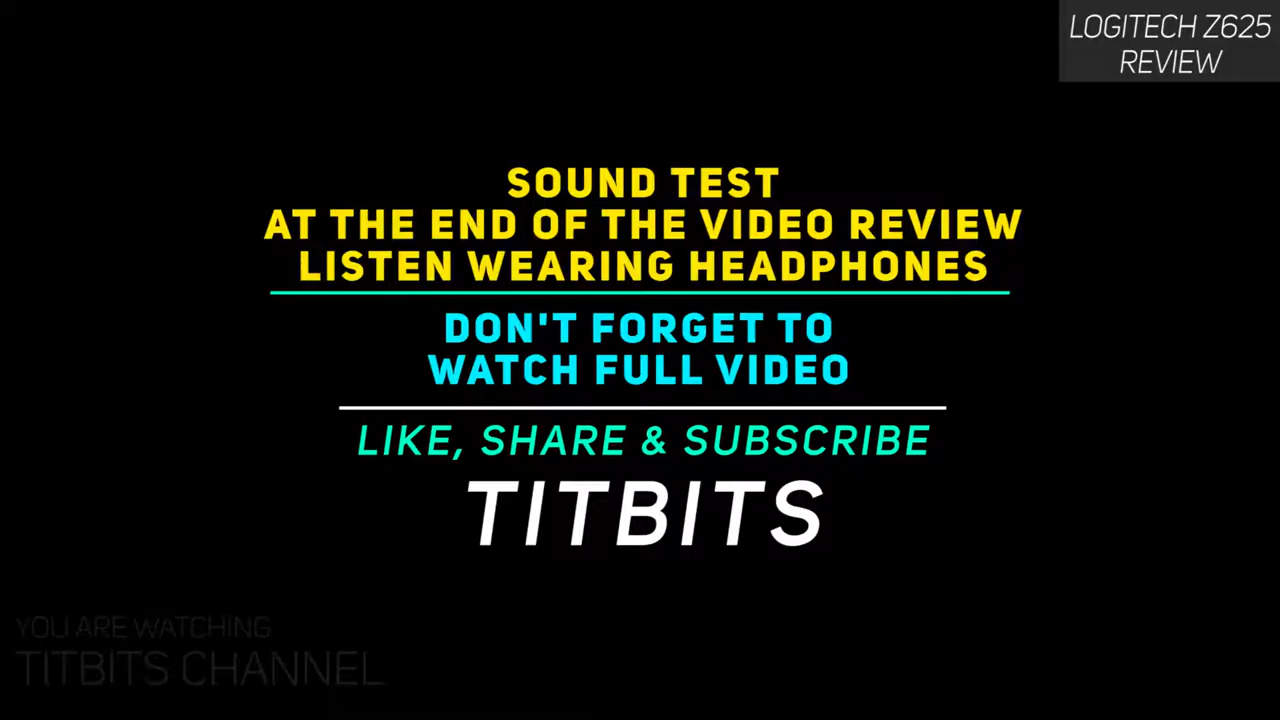 LOGITECH Z625
REVIEW
SOUND TEST
AT THE END OF THE VIDEO REVIEW
LISTEN WEARING HEADPHONES
DON'T FORGET TO
WATCH FULL VIDEO
LIKE, SHARE & SUBSCRIBE
TITBITS
YOU ARE WATCHING
TITBITS CHANNEL